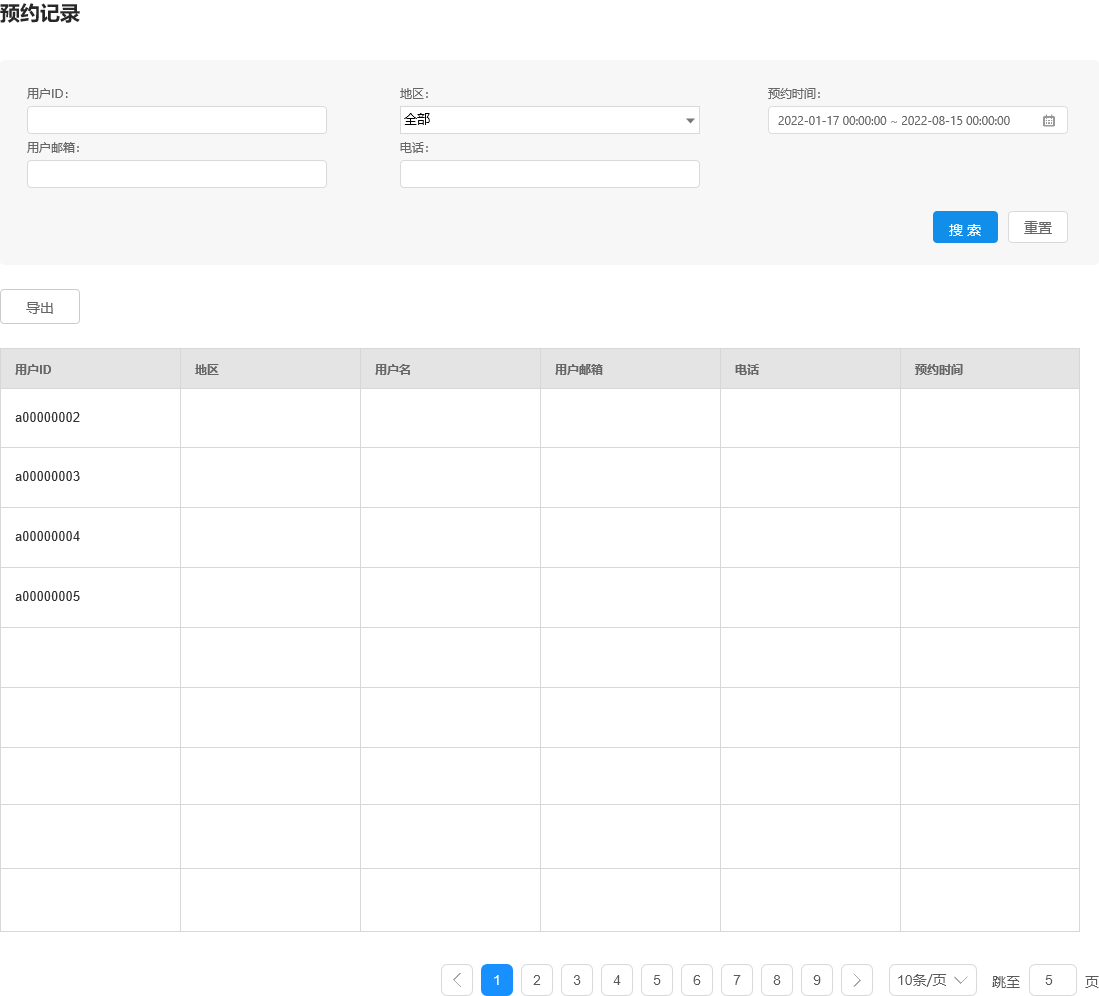 预约记录
用户ID： 地区： 预约时间：
全部 2022-01-17 00:00:00 ~ 2022-08-15 00:00:00
用户邮箱： 电话：
搜 索 重置
导出
用户ID 地区 用户名 用户邮箱 电话 预约时间
a00000002
a00000003
a00000004
a00000005
1 2 3 4 5 6 7 8 9 10条/页 跳至 5 页